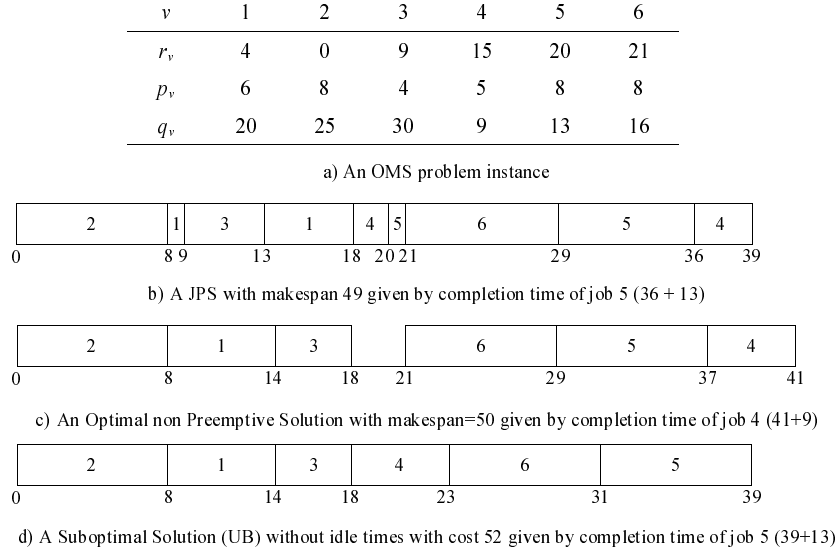 v 1 2 3 4 5 6
rv 4 0 9 15 20 21
pv 6 8 4 5 8 8
qv 20 25 30 9 13 16
a) An OMS problem instance
2 1 3 1 4 5 6 5 4
0 8 9 13 18 20 21 29 36 39
b) A JPS with makespan 49 given by completion time of job 5 (36 + 13)
2 1 3 6 5 4
0 8 14 18 21 29 37 41
c) An Optimal non Preemptive Solution with makespan=50 given by completion time of job 4 (41+9)
2 1 3 4 6 5
0 8 14 18 23 31 39
d) A Suboptimal Solution (UB) without idle times with cost 52 given by completion time of job 5 (39+13)